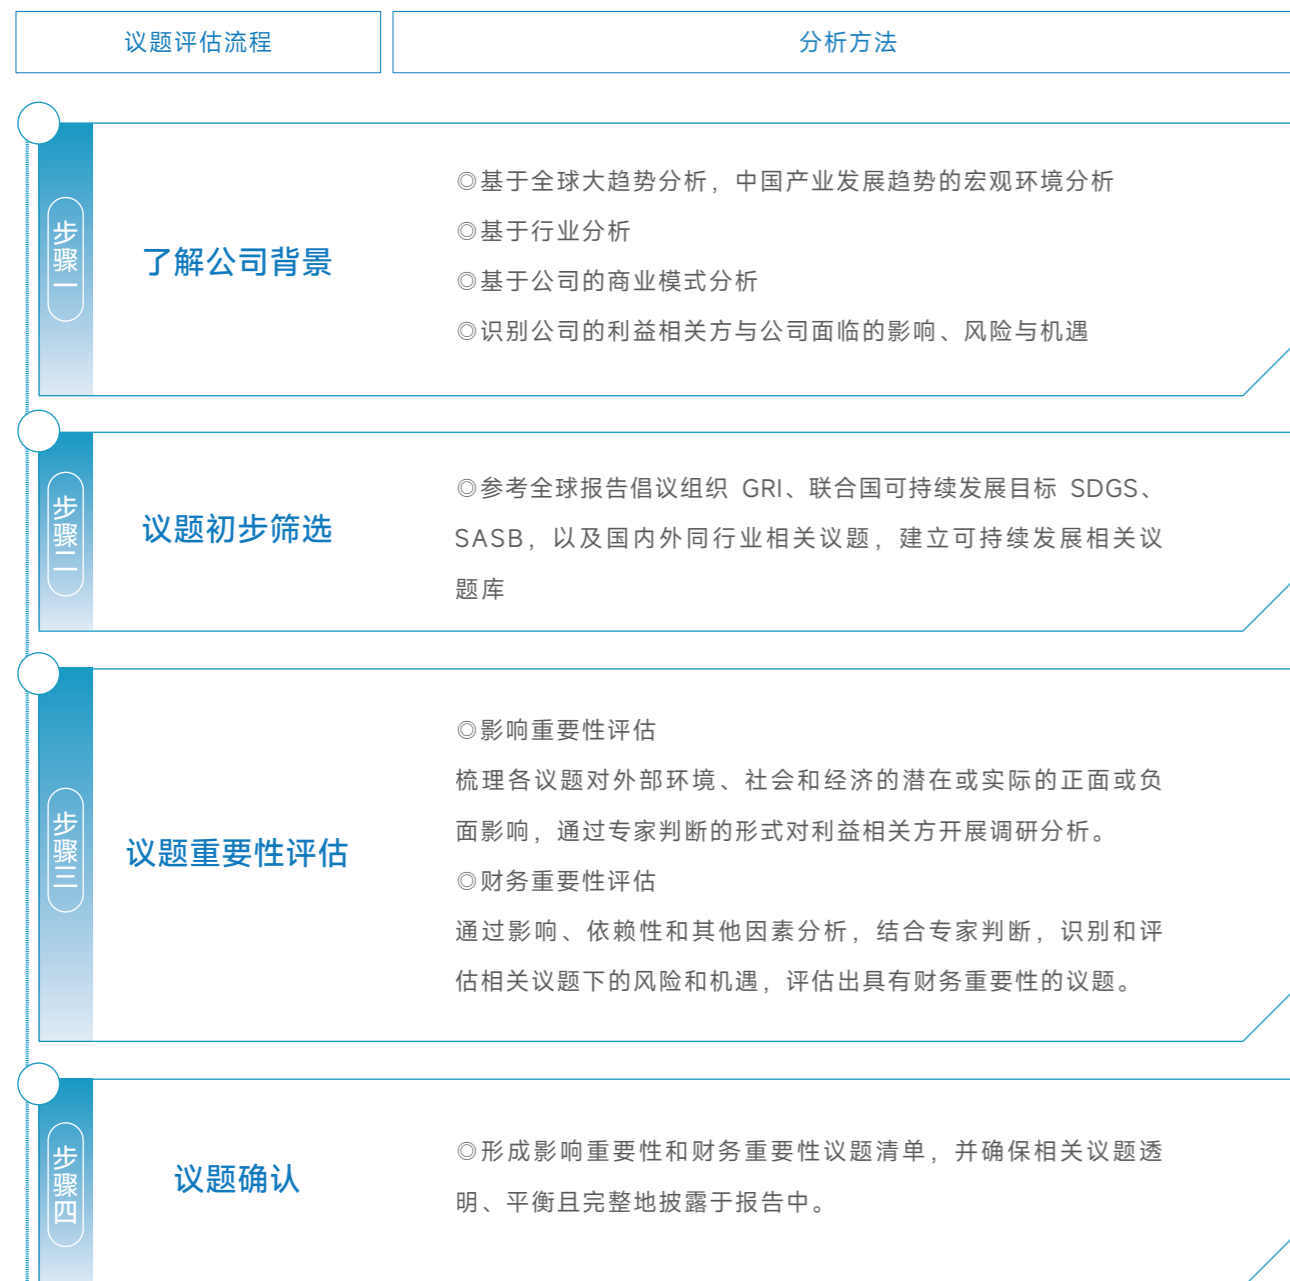 议题评估流程
分析方法
步骤一
了解公司背景
◎基于全球大趋势分析，中国产业发展趋势的宏观环境分析
◎基于行业分析
◎基于公司的商业模式分析
◎识别公司的利益相关方与公司面临的影响、风险与机遇
步骤二
议题初步筛选
◎参考全球报告倡议组织 GRI、联合国可持续发展目标 SDGS、
SASB，以及国内外同行业相关议题，建立可持续发展相关议
题库
步骤三
议题重要性评估
◎影响重要性评估
梳理各议题对外部环境、社会和经济的潜在或实际的正面或负
面影响，通过专家判断的形式对利益相关方开展调研分析。
◎财务重要性评估
通过影响、依赖性和其他因素分析，结合专家判断，识别和评
估相关议题下的风险和机遇，评估出具有财务重要性的议题。
步骤四
议题确认
◎形成影响重要性和财务重要性议题清单，并确保相关议题透
明、平衡且完整地披露于报告中。